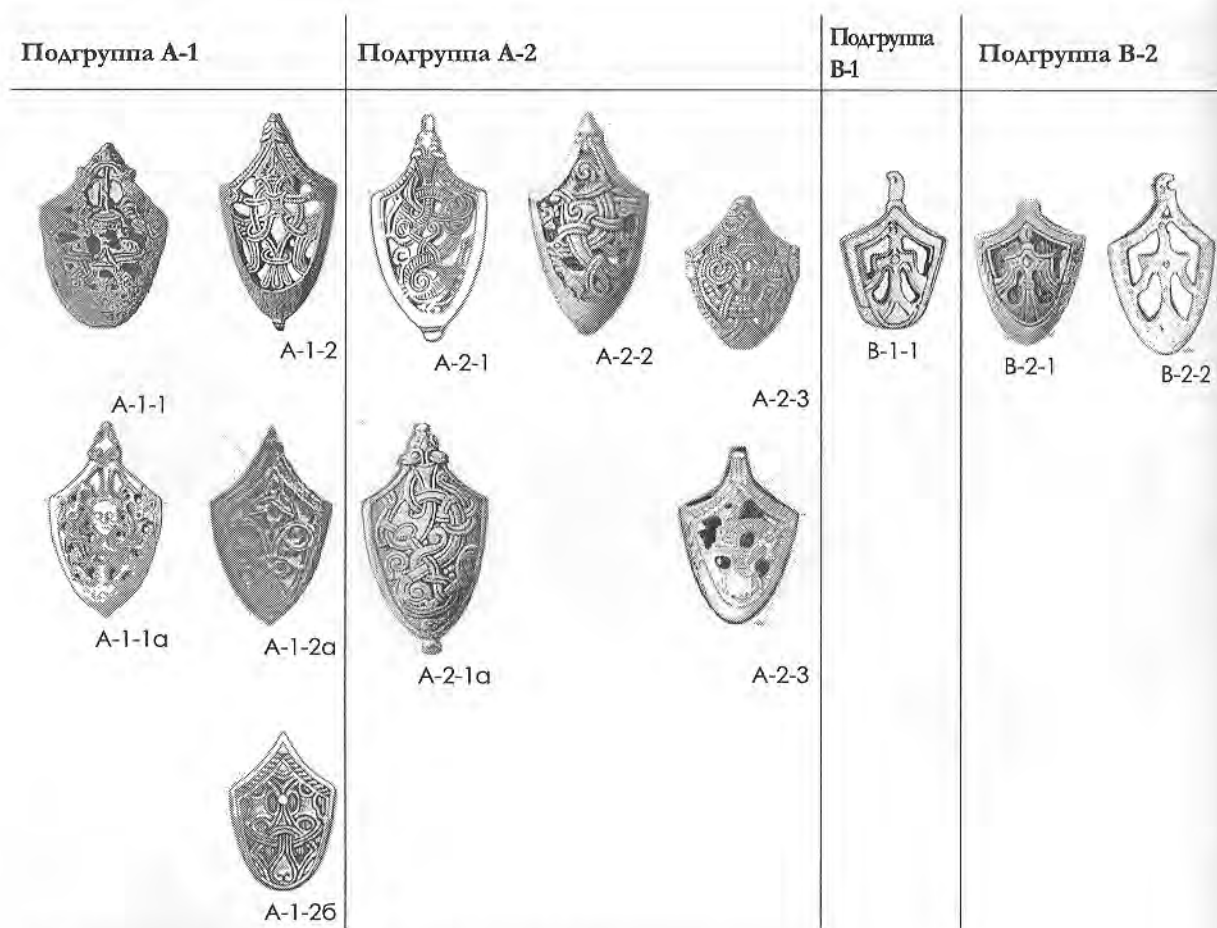 Подгруппа А-1
Подгруппа А-2
Подгруппа
В-1
Подгруппа В-2
А-1-1
А-1-2
А-2-1
А-2-2
А-2-3
В-1-1
В-2-1
В-2-2
А-1-1а
А-1-2а
А-2-1а
А-2-3
А-1-2б